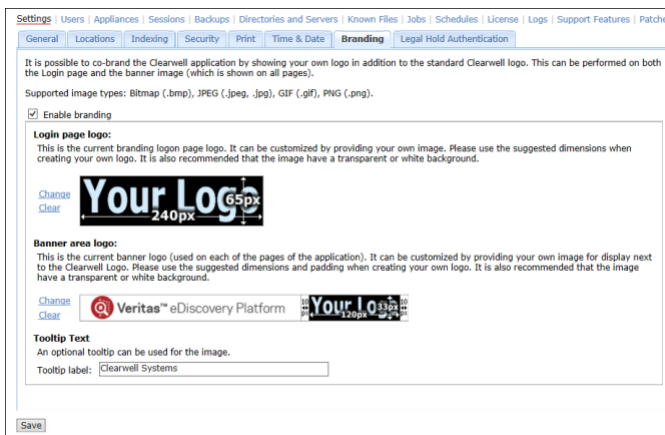 Settings | Users | Appliances | Sessions | Backups | Directories and Servers | Known Files | Jobs | Schedules | License | Logs | Support Features | Patche
General Locations Indexing Security Print Time & Date Branding Legal Hold Authentication
It is possible to co-brand the Clearwell application by showing your own logo in addition to the standard Clearwell logo. This can be performed on both
the Login page and the banner image (which is shown on all pages).
Supported image types: Bitmap (.bmp), JPEG (.jpeg, .jpg), GIF (.gif), PNG (.png).
Enable branding
Login page logo:
This is the current branding logon page logo. It can be customized by providing your own image. Please use the suggested dimensions when
creating your own logo. It is also recommended that the image have a transparent or white background.
Change
Clear
Your Logo
65px
240px
Banner area logo:
This is the current banner logo (used on each of the pages of the application). It can be customized by providing your own image for display next
to the Clearwell Logo. Please use the suggested dimensions and padding when creating your own logo. It is also recommended that the image
have a transparent or white background.
Change
Clear
Veritas™ eDiscovery Platform
Your Logo
33px
120px
Tooltip Text
An optional tooltip can be used for the image.
Tooltip label: Clearwell Systems
Save